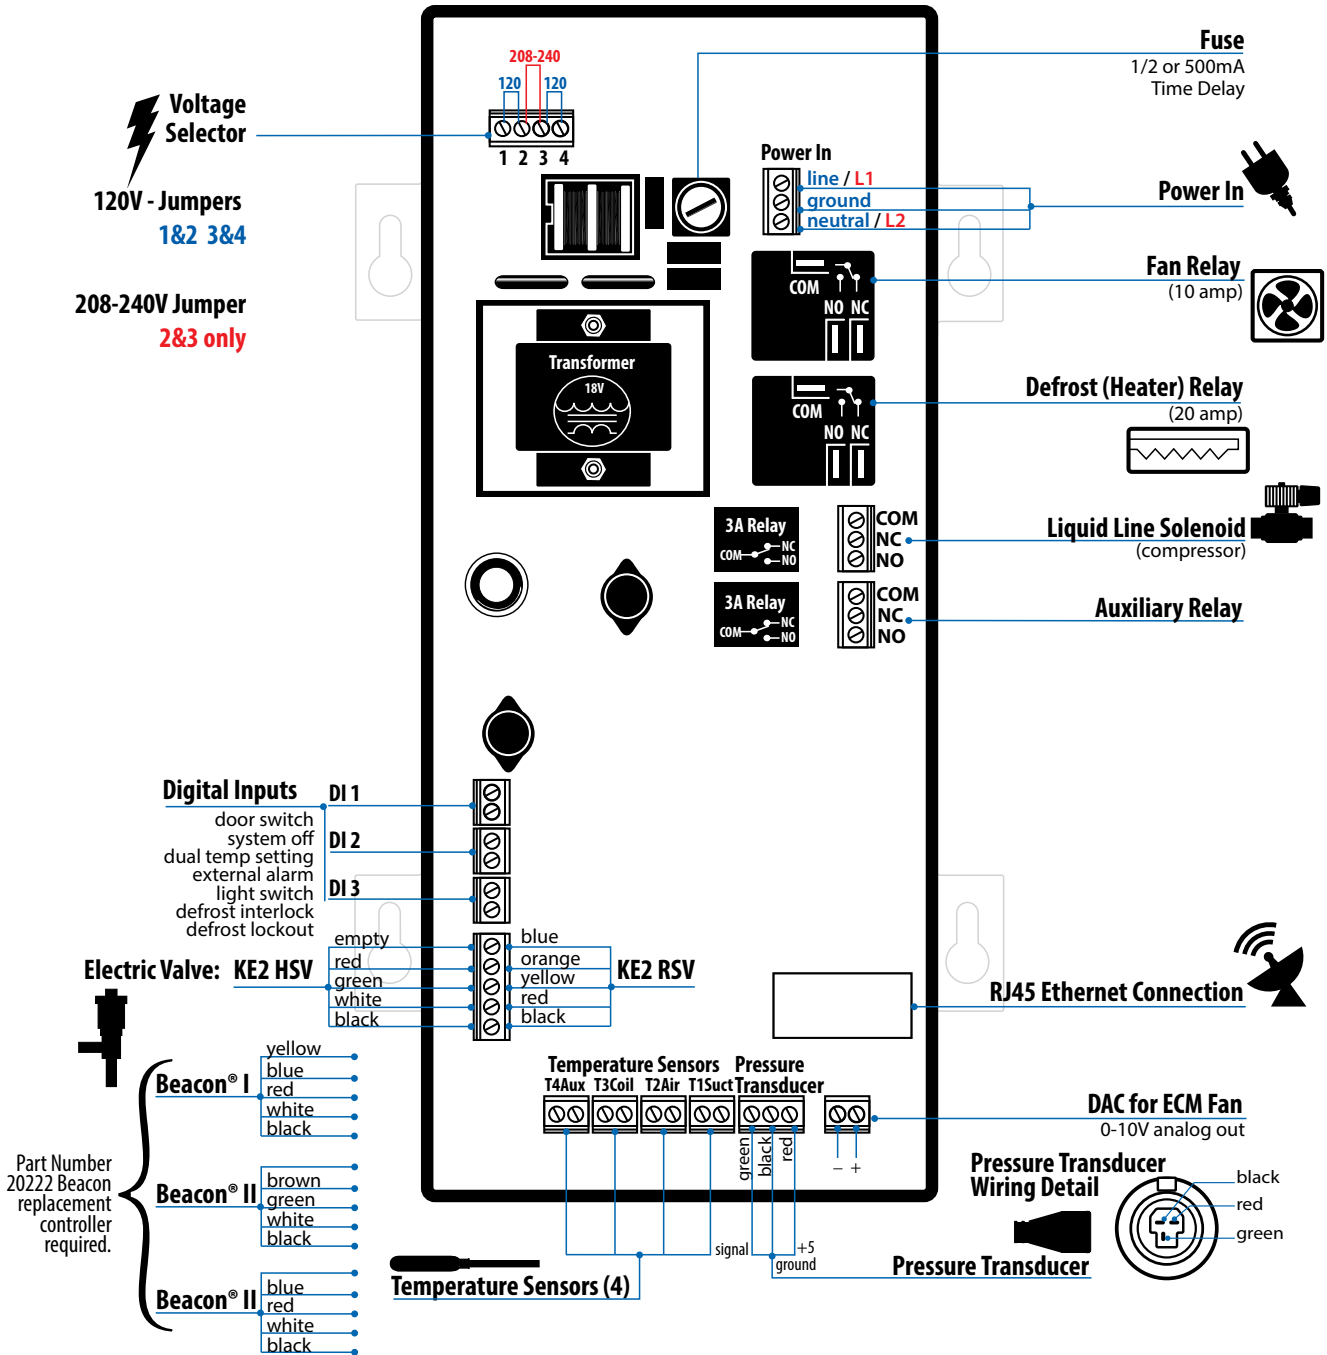 208-240
120 120
Voltage
Selector
1 2 3 4
120V - Jumpers
1&2 3&4
208-240V Jumper
2&3 only
Fuse
1/2 or 500mA
Time Delay
Power In
line / L1
ground
neutral / L2
Power In
COM
NO NC
Fan Relay
(10 amp)
Transformer
18V
COM
NO NC
Defrost (Heater) Relay
(20 amp)
3A Relay
COM NC
NO
COM
NC
NO
Liquid Line Solenoid
(compressor)
3A Relay
COM NC
NO
COM
NC
NO
Auxiliary Relay
Digital Inputs
door switch
system off
dual temp setting
external alarm
light switch
defrost interlock
defrost lockout
DI 1
DI 2
DI 3
Electric Valve: KE2 HSV
empty
red
green
white
black
blue
orange
yellow
red
black
KE2 RSV
RJ45 Ethernet Connection
Part Number
20222 Beacon
replacement
controller
required.
Beacon® I
yellow
blue
red
white
black
Beacon® II
brown
green
white
black
Beacon® II
blue
red
white
black
Temperature Sensors
T4Aux T3Coil T2Air T1Suct
Pressure
Transducer
green
black
red
– +
signal
+5
ground
Temperature Sensors (4)
DAC for ECM Fan
0-10V analog out
Pressure Transducer
Wiring Detail
black
red
green
Pressure Transducer